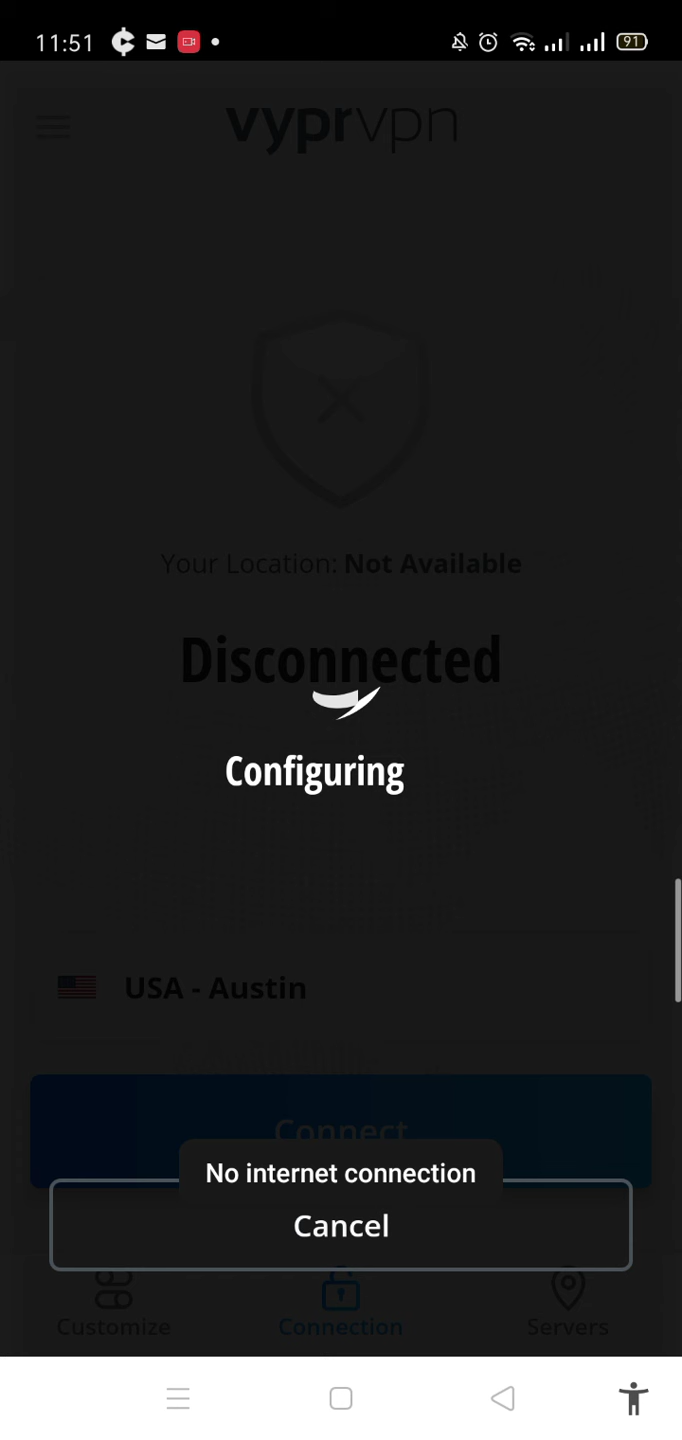 11:51
91
vyprvpn
Your Location: Not Available
Disconnected
Configuring
USA - Austin
Connect
No internet connection
Cancel
Customize
Connection
Servers